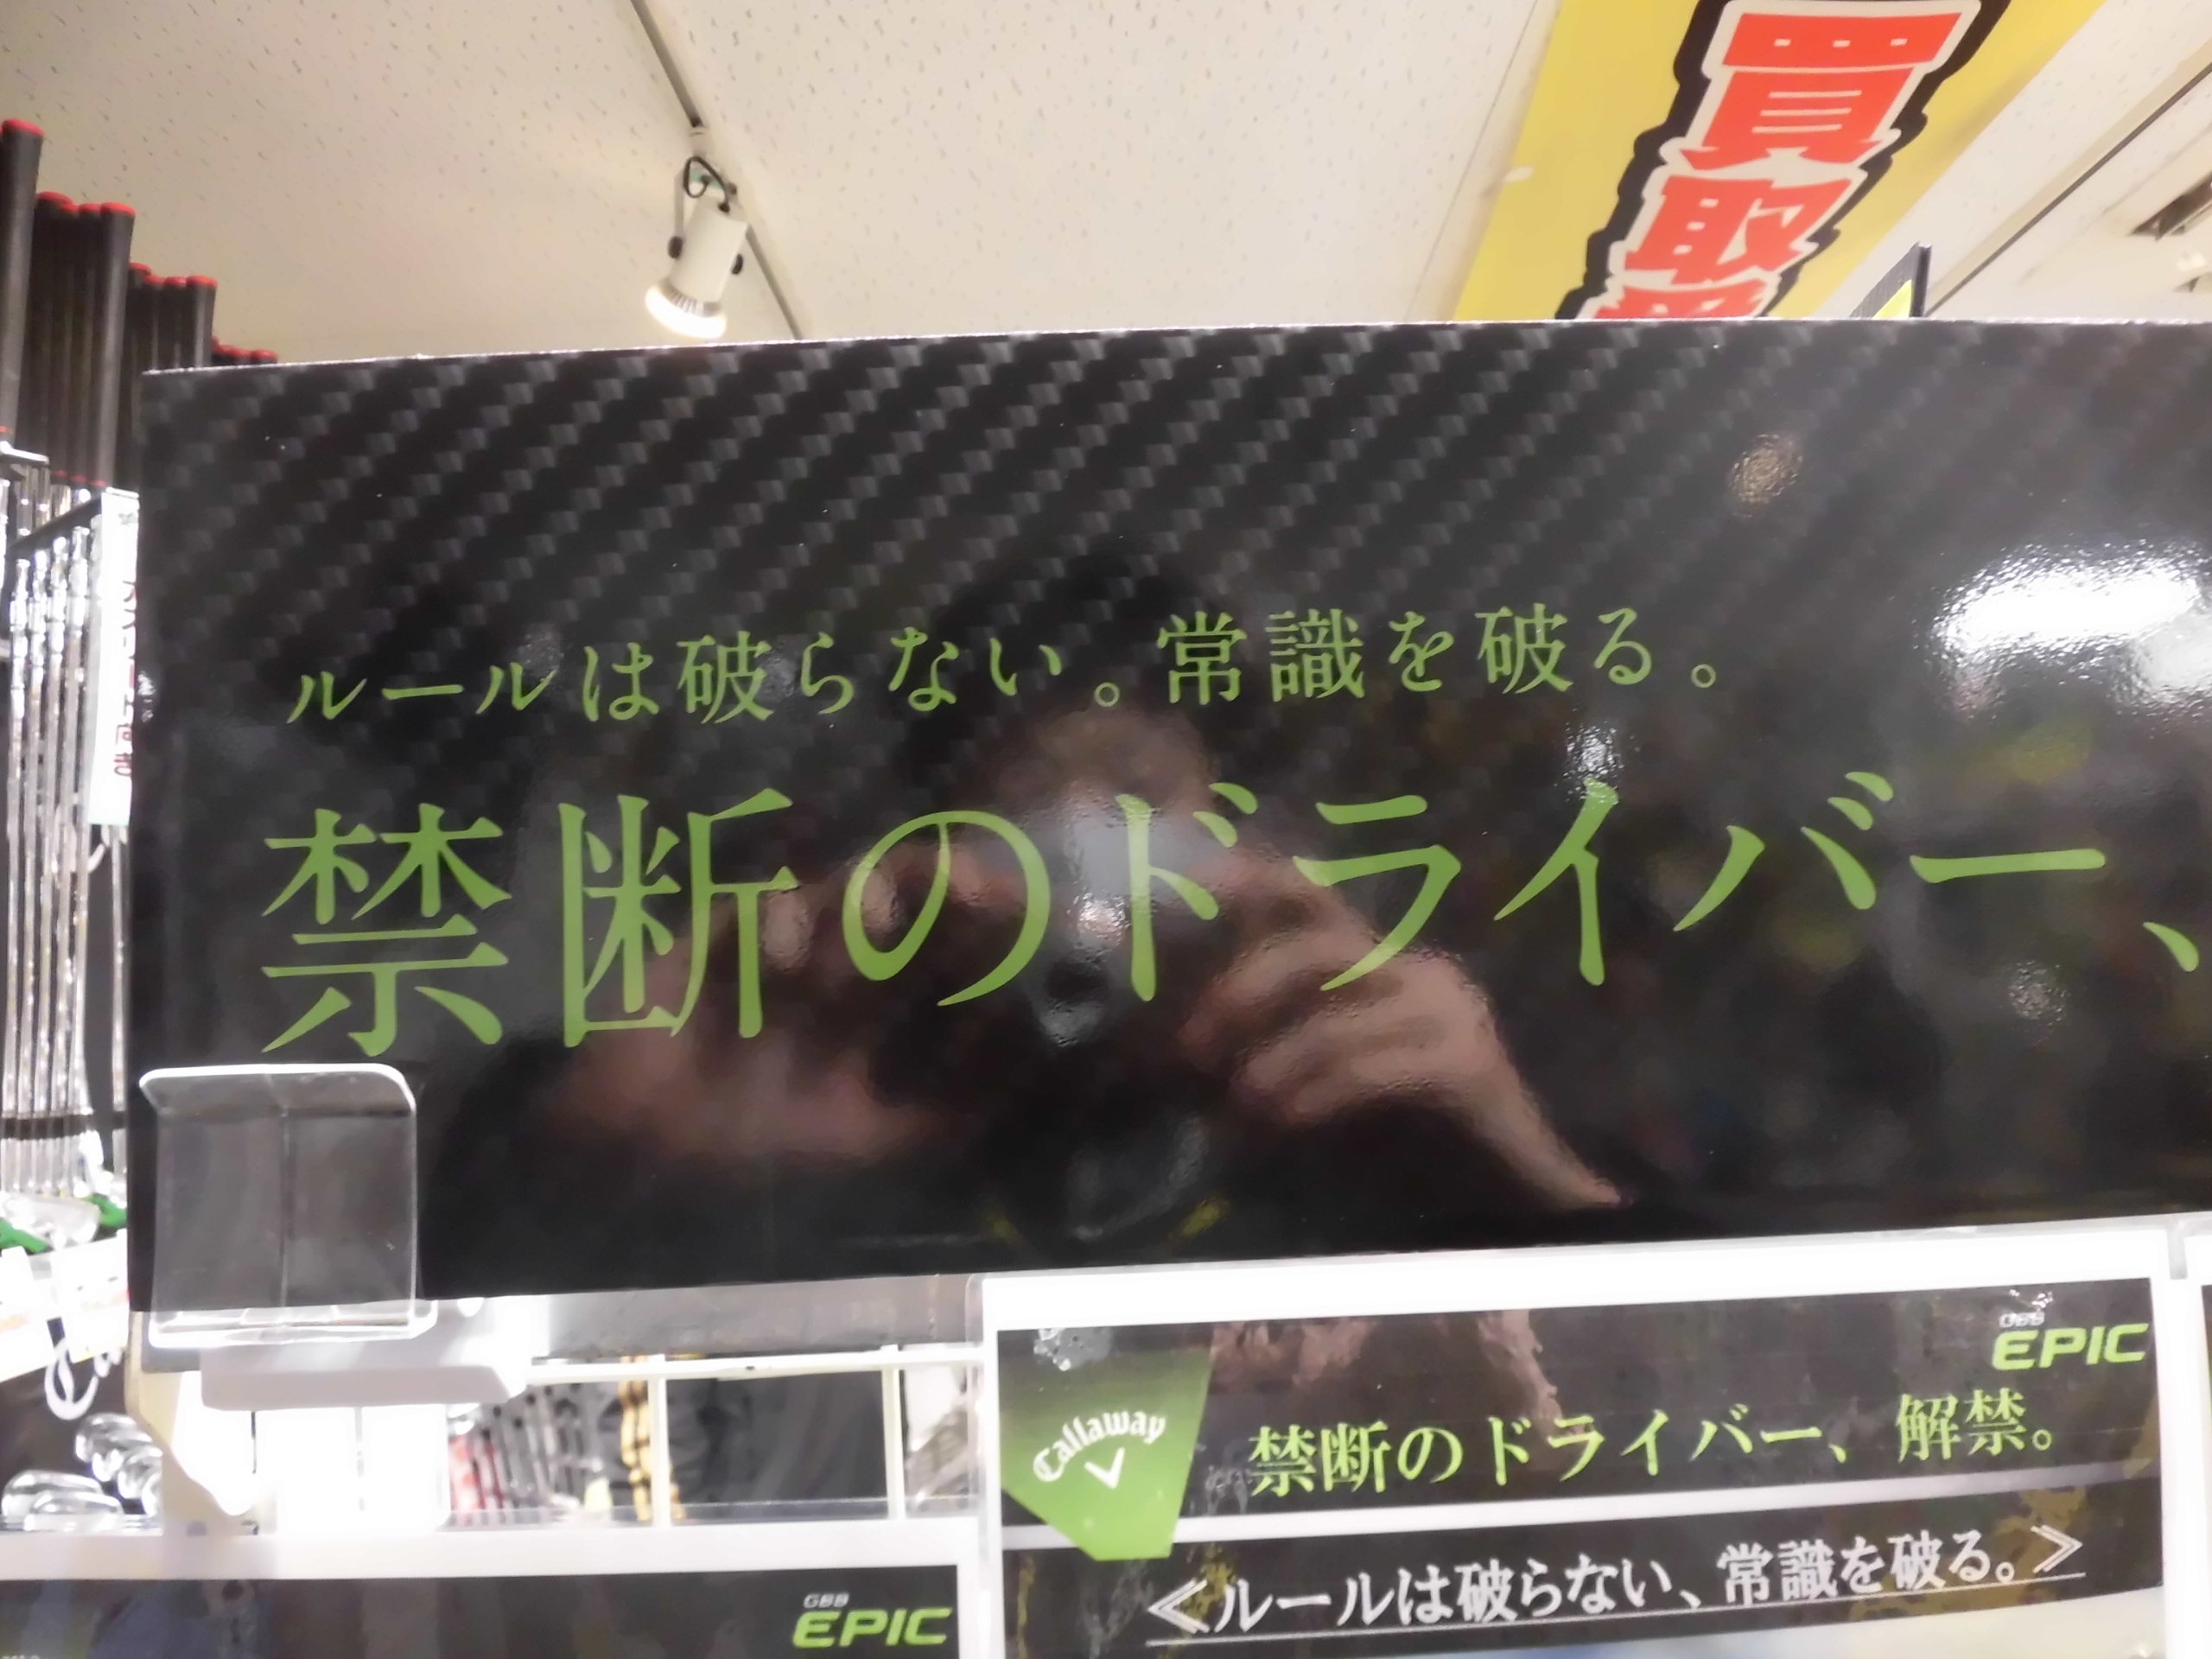 買取
ルールは破らない。常識を破る。
禁断のドライバー、
GBB
EPIC
Callaway
禁断のドライバー、解禁。
≪ルールは破らない、常識を破る。≫
GBB
EPIC